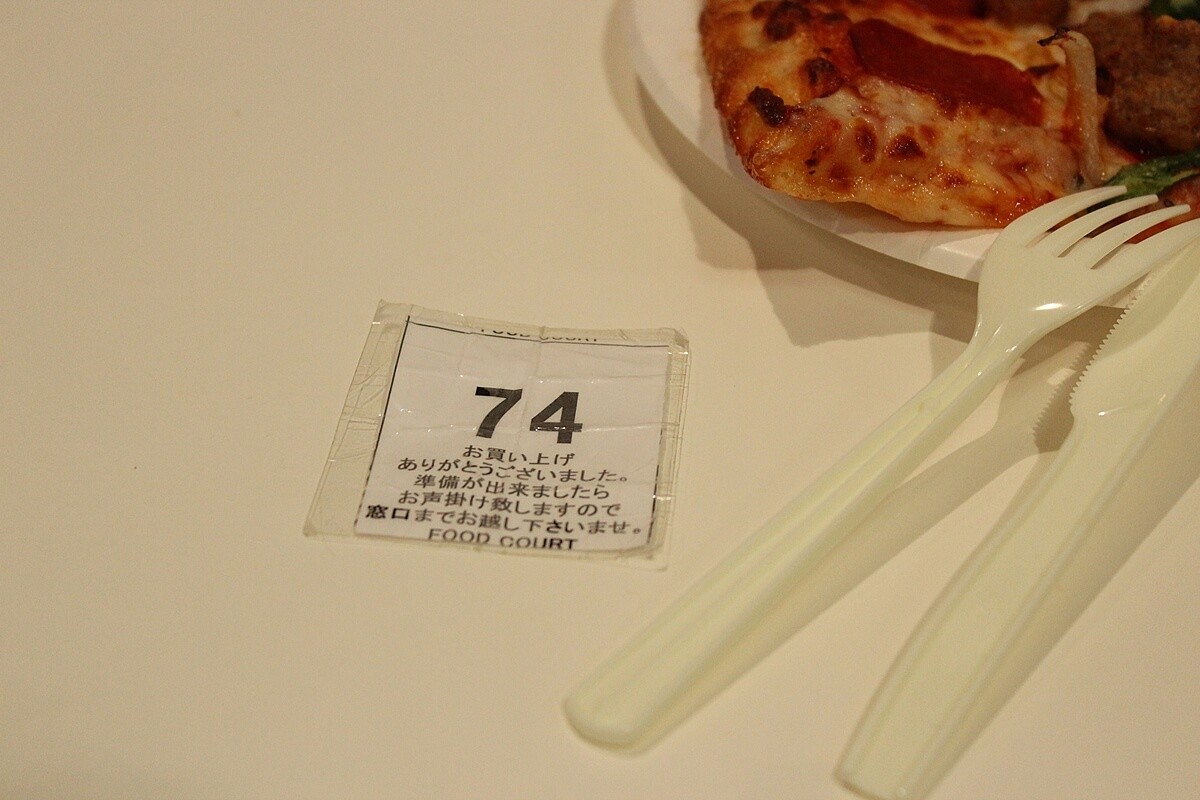 FOOD COURT
74
お買い上げ
ありがとうございました。
準備が出来ましたら
お声掛け致しますので
窓口までお越し下さいませ。
FOOD COURT